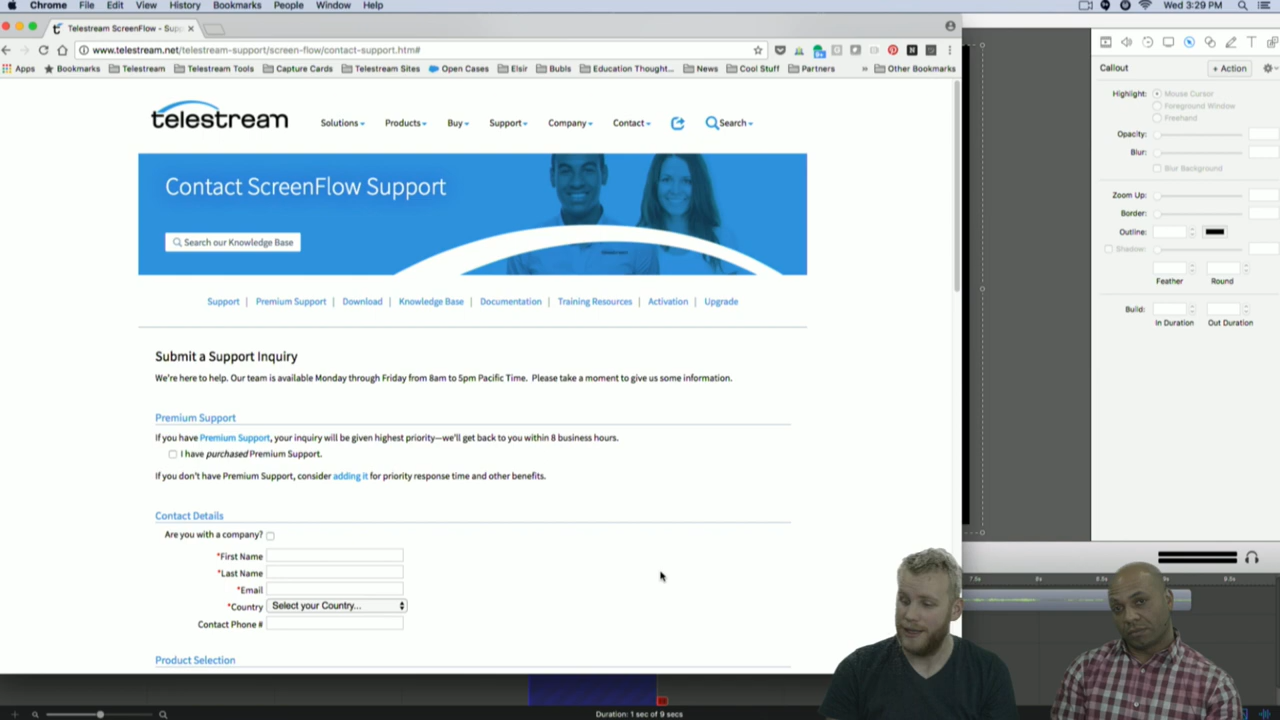 Chrome File Edit View History Bookmarks People Window Help Wed 3:29 PM
Telestream ScreenFlow - Supp
www.telestream.net/telestream-support/screen-flow/contact-support.htm#
Apps Bookmarks Telestream Telestream Tools Capture Cards Telestream Sites Open Cases Elsir Bubls Education Thought... News Cool Stuff Partners » Other Bookmarks
telestream Solutions Products Buy Support Company Contact Search
Contact ScreenFlow Support
Search our Knowledge Base
Support | Premium Support | Download | Knowledge Base | Documentation | Training Resources | Activation | Upgrade
Submit a Support Inquiry
We're here to help. Our team is available Monday through Friday from 8am to 5pm Pacific Time. Please take a moment to give us some information.
Premium Support
If you have Premium Support, your inquiry will be given highest priority—we'll get back to you within 8 business hours.
I have purchased Premium Support.
If you don't have Premium Support, consider adding it for priority response time and other benefits.
Contact Details
Are you with a company?
*First Name
*Last Name
*Email
*Country Select your Country...
Contact Phone #
Product Selection
Callout + Action
Highlight: Mouse Cursor
Foreground Window
Freehand
Opacity:
Blur:
Blur Background
Zoom Up:
Border:
Outline:
Shadow:
Feather Round
Build:
In Duration Out Duration
7.5s 8s 8.5s 9.5s
Duration: 1 sec of 9 secs